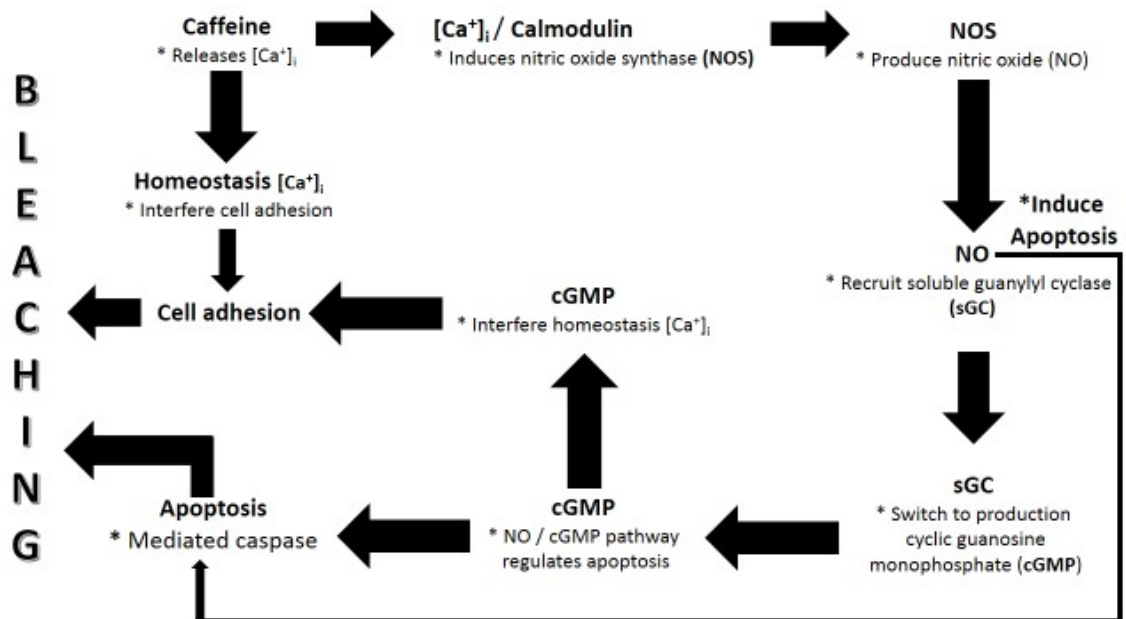 BLEACHING
Caffeine
* Releases [Ca⁺]ᵢ
[Ca⁺]ᵢ / Calmodulin
* Induces nitric oxide synthase (NOS)
NOS
* Produce nitric oxide (NO)
Homeostasis [Ca⁺]ᵢ
* Interfere cell adhesion
*Induce
Apoptosis
NO
* Recruit soluble guanylyl cyclase
(sGC)
Cell adhesion
cGMP
* Interfere homeostasis [Ca⁺]ᵢ
sGC
* Switch to production
cyclic guanosine
monophosphate (cGMP)
cGMP
* NO / cGMP pathway
regulates apoptosis
Apoptosis
* Mediated caspase